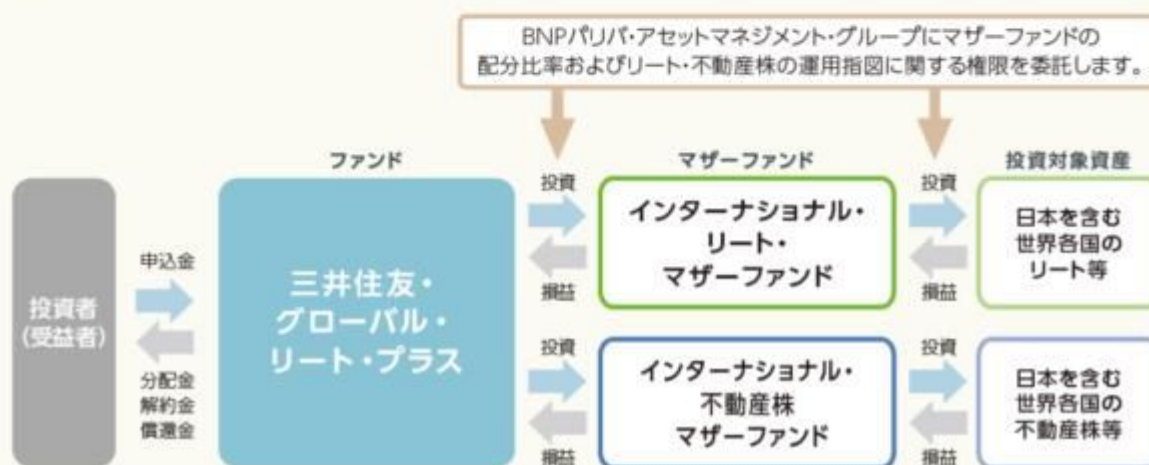 BNPパリバ・アセットマネジメント・グループにマザーファンドの
配分比率およびリート・不動産株の運用指図に関する権限を委託します。
ファンド
マザーファンド
投資対象資産
投資者
(受益者)
申込金
分配金
解約金
償還金
三井住友・
グローバル・
リート・プラス
投資
損益
インターナショナル・
リート・
マザーファンド
投資
損益
日本を含む
世界各国の
リート等
投資
損益
インターナショナル・
不動産株
マザーファンド
投資
損益
日本を含む
世界各国の
不動産株等